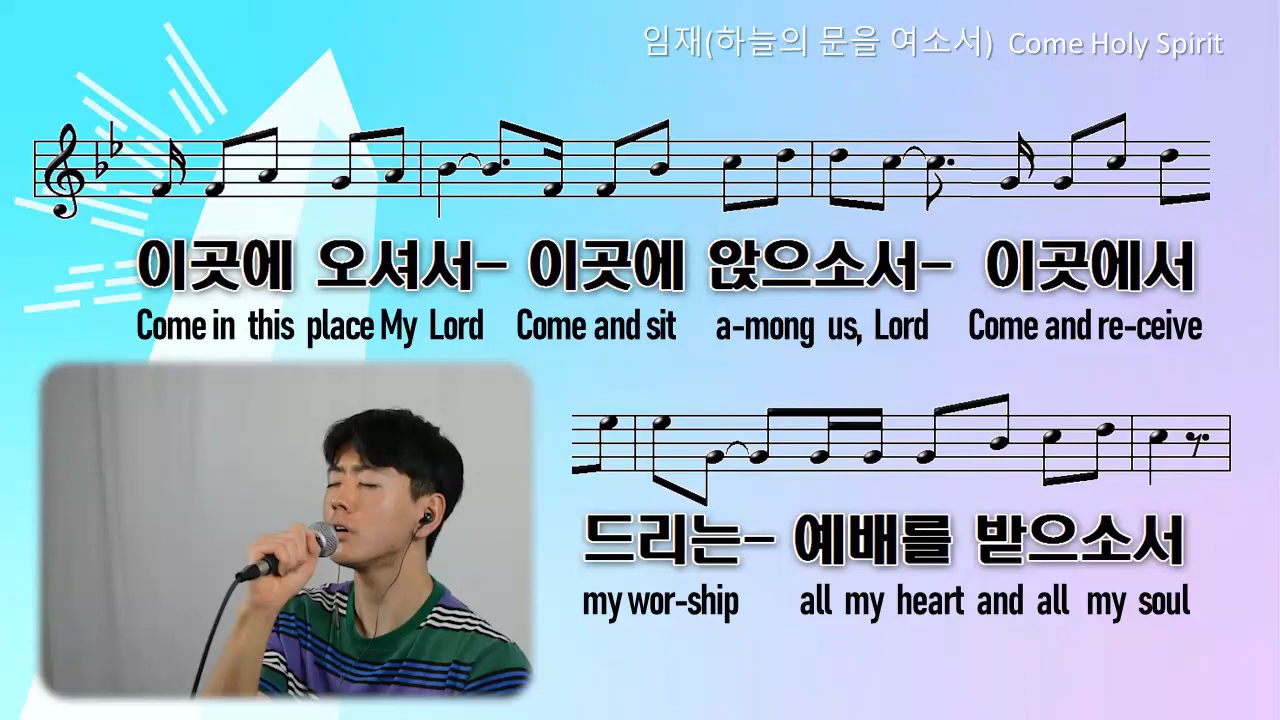 임재(하늘의 문을 여소서) Come Holy Spirit
이곳에 오셔서- 이곳에 앉으소서- 이곳에서
Come in this place My Lord Come and sit a-mong us, Lord Come and re-ceive
드리는- 예배를 받으소서
my wor-ship all my heart and all my soul